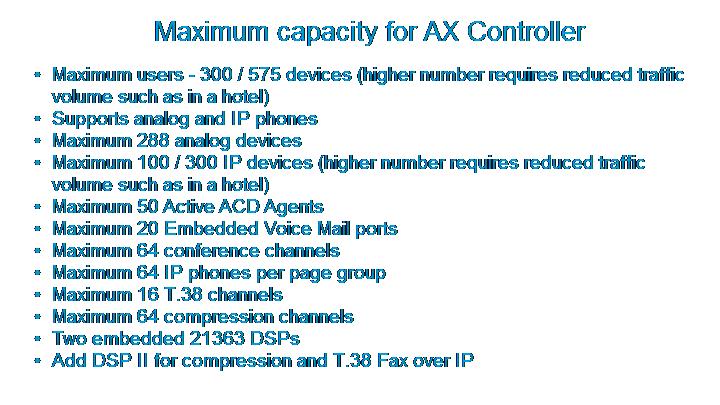 Maximum capacity for AX Controller
• Maximum users - 300 / 575 devices (higher number requires reduced traffic
volume such as in a hotel)
• Supports analog and IP phones
• Maximum 288 analog devices
• Maximum 100 / 300 IP devices (higher number requires reduced traffic
volume such as in a hotel)
• Maximum 50 Active ACD Agents
• Maximum 20 Embedded Voice Mail ports
• Maximum 64 conference channels
• Maximum 64 IP phones per page group
• Maximum 16 T.38 channels
• Maximum 64 compression channels
• Two embedded 21363 DSPs
• Add DSP II for compression and T.38 Fax over IP